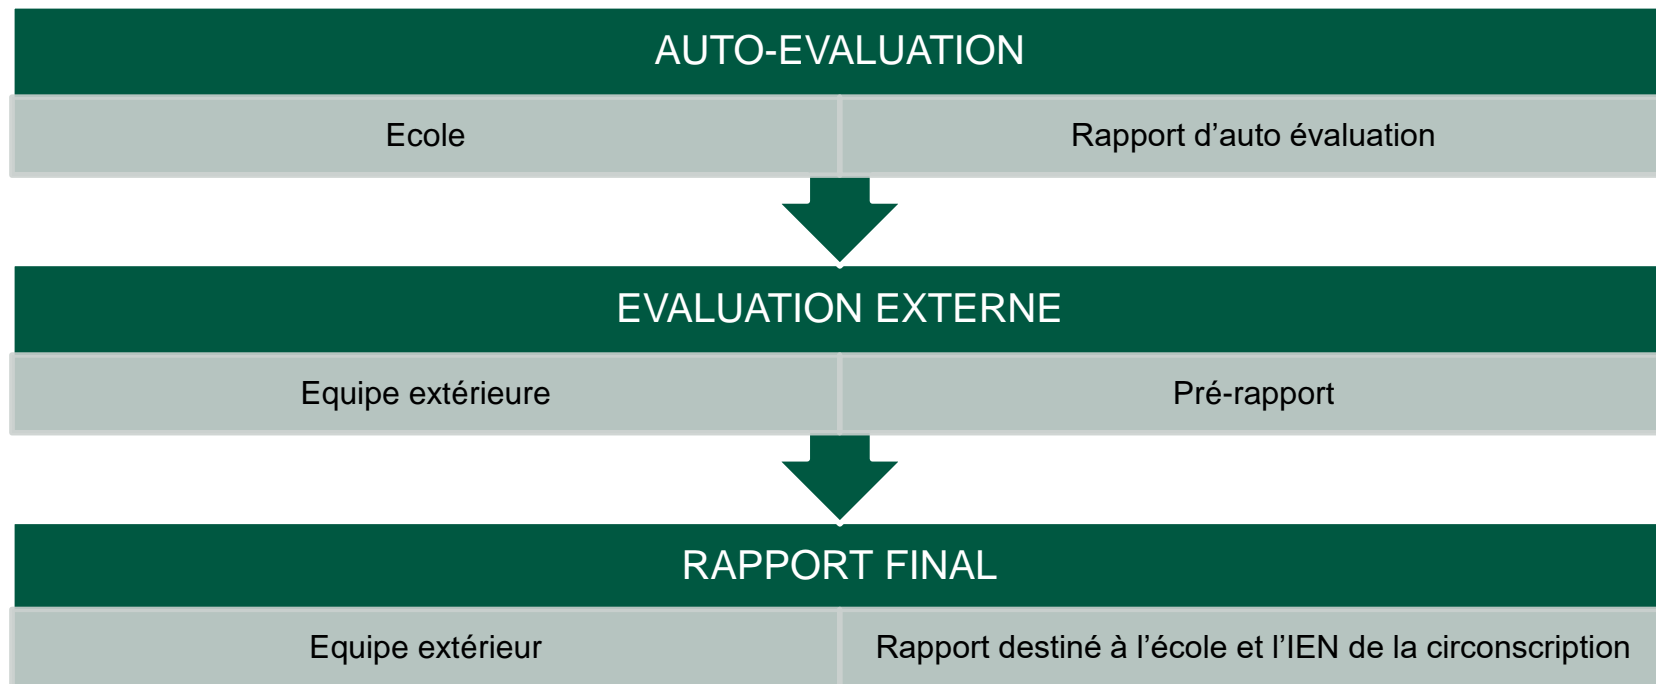 AUTO-EVALUATION
Ecole
Rapport d’auto évaluation
EVALUATION EXTERNE
Equipe extérieure
Pré-rapport
RAPPORT FINAL
Equipe extérieur
Rapport destiné à l’école et l’IEN de la circonscription